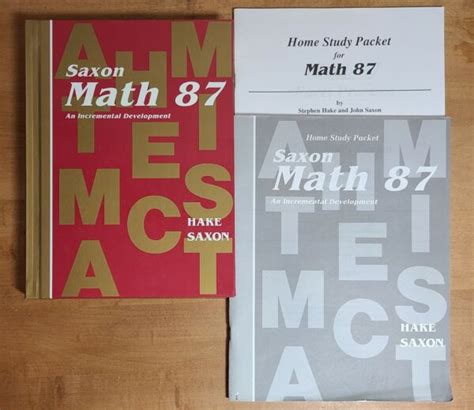 Saxon
Math 87
An Incremental Development
A H M
I
T E S
M C T
A
HAKE
SAXON
Home Study Packet
for
Math 87
by
Stephen Hake and John Saxon
Home Study Packet
Saxon
Math 87
An Incremental Development
A H M
I
T E S
M C T
A
HAKE
SAXON